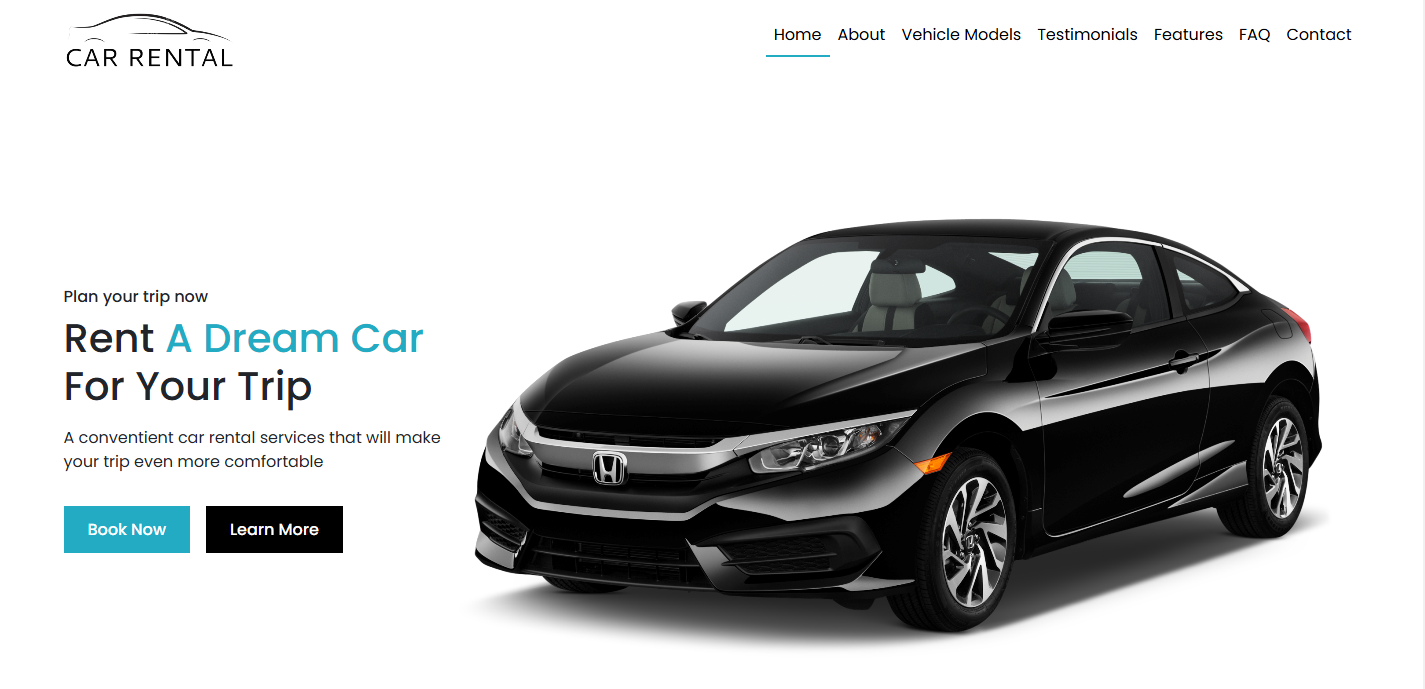 CAR RENTAL
Home About Vehicle Models Testimonials Features FAQ Contact
Plan your trip now
Rent A Dream Car
For Your Trip
A conventient car rental services that will make
your trip even more comfortable
Book Now Learn More